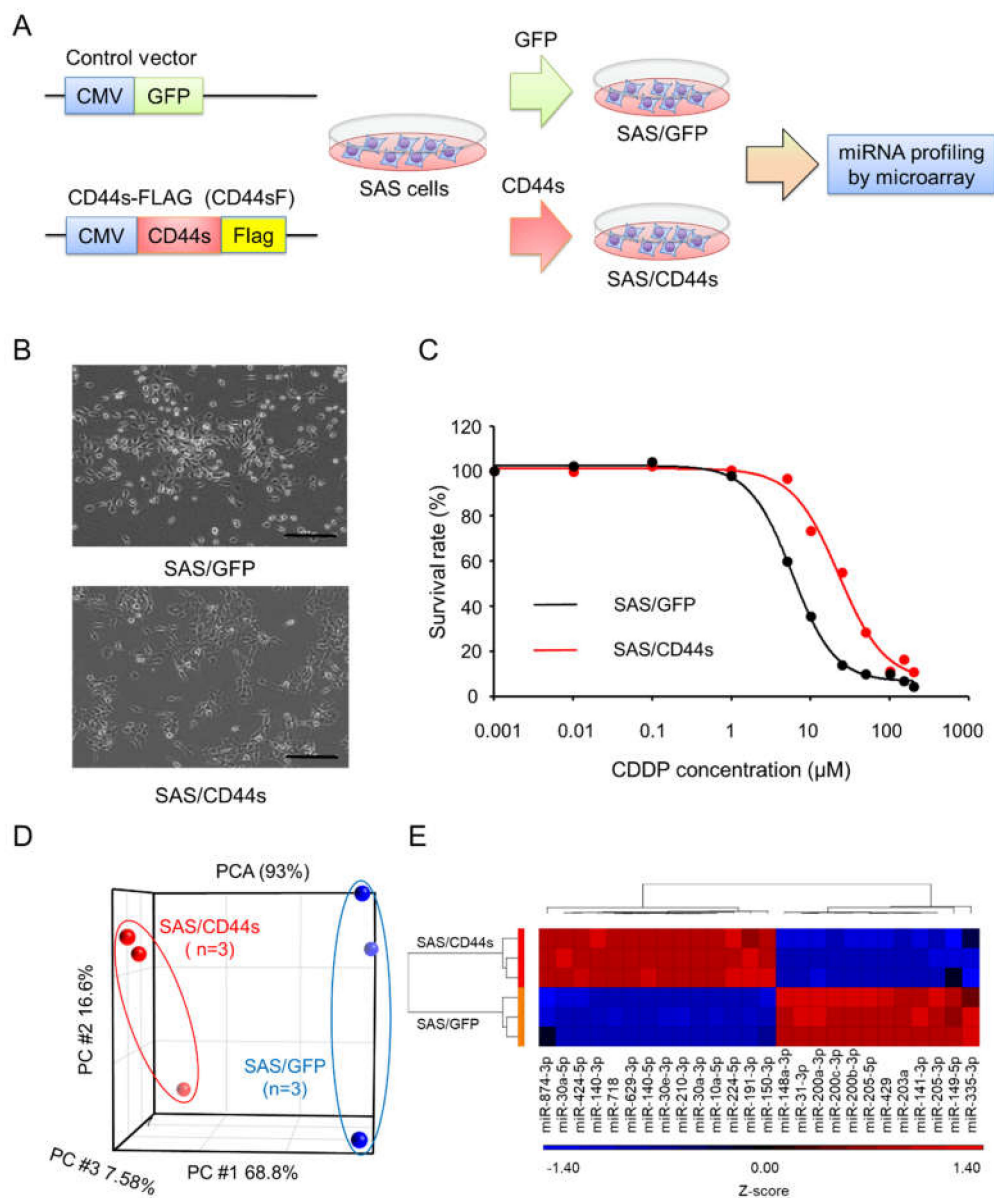 A
Control vector
CMV
GFP
CD44s-FLAG (CD44sF)
CMV
CD44s
Flag
SAS cells
GFP
SAS/GFP
CD44s
SAS/CD44s
miRNA profiling
by microarray
B
SAS/GFP
SAS/CD44s
C
Survival rate (%)
120
100
80
60
40
20
0
SAS/GFP
SAS/CD44s
0.001
0.01
0.1
1
10
100
1000
CDDP concentration (µM)
D
PCA (93%)
SAS/CD44s
( n=3)
SAS/GFP
(n=3)
PC #2 16.6%
PC #3 7.58%
PC #1 68.8%
E
SAS/CD44s
SAS/GFP
miR-874-3p
miR-30a-5p
miR-424-5p
miR-140-3p
miR-718
miR-629-3p
miR-140-5p
miR-30e-3p
miR-210-3p
miR-30a-3p
miR-10a-5p
miR-224-5p
miR-191-3p
miR-150-3p
miR-148a-3p
miR-31-3p
miR-200a-3p
miR-200c-3p
miR-200b-3p
miR-205-5p
miR-429
miR-203a
miR-141-3p
miR-205-3p
miR-149-5p
miR-335-3p
-1.40
0.00
1.40
Z-score